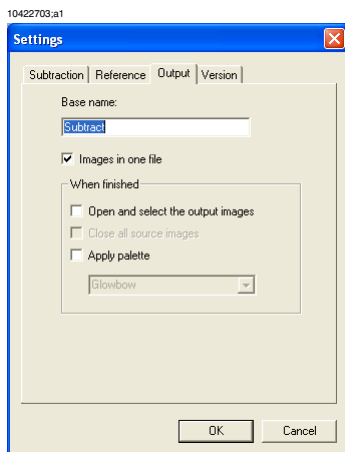 10422703;a1
Settings
Subtraction Reference Output Version
Base name:
Subtract
Images in one file
When finished
Open and select the output images
Close all source images
Apply palette
Glowbow
OK Cancel